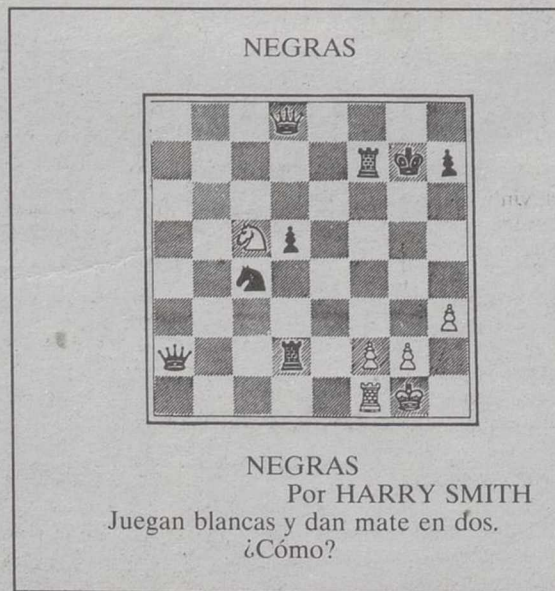 NEGRAS
NEGRAS
Por HARRY SMITH
Juegan blancas y dan mate en dos.
¿Cómo?